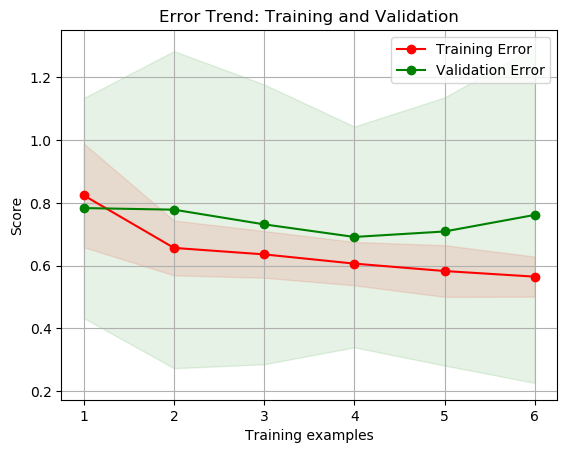 Error Trend: Training and Validation
Training Error
Validation Error
Score
1.2
1.0
0.8
0.6
0.4
0.2
1 2 3 4 5 6
Training examples